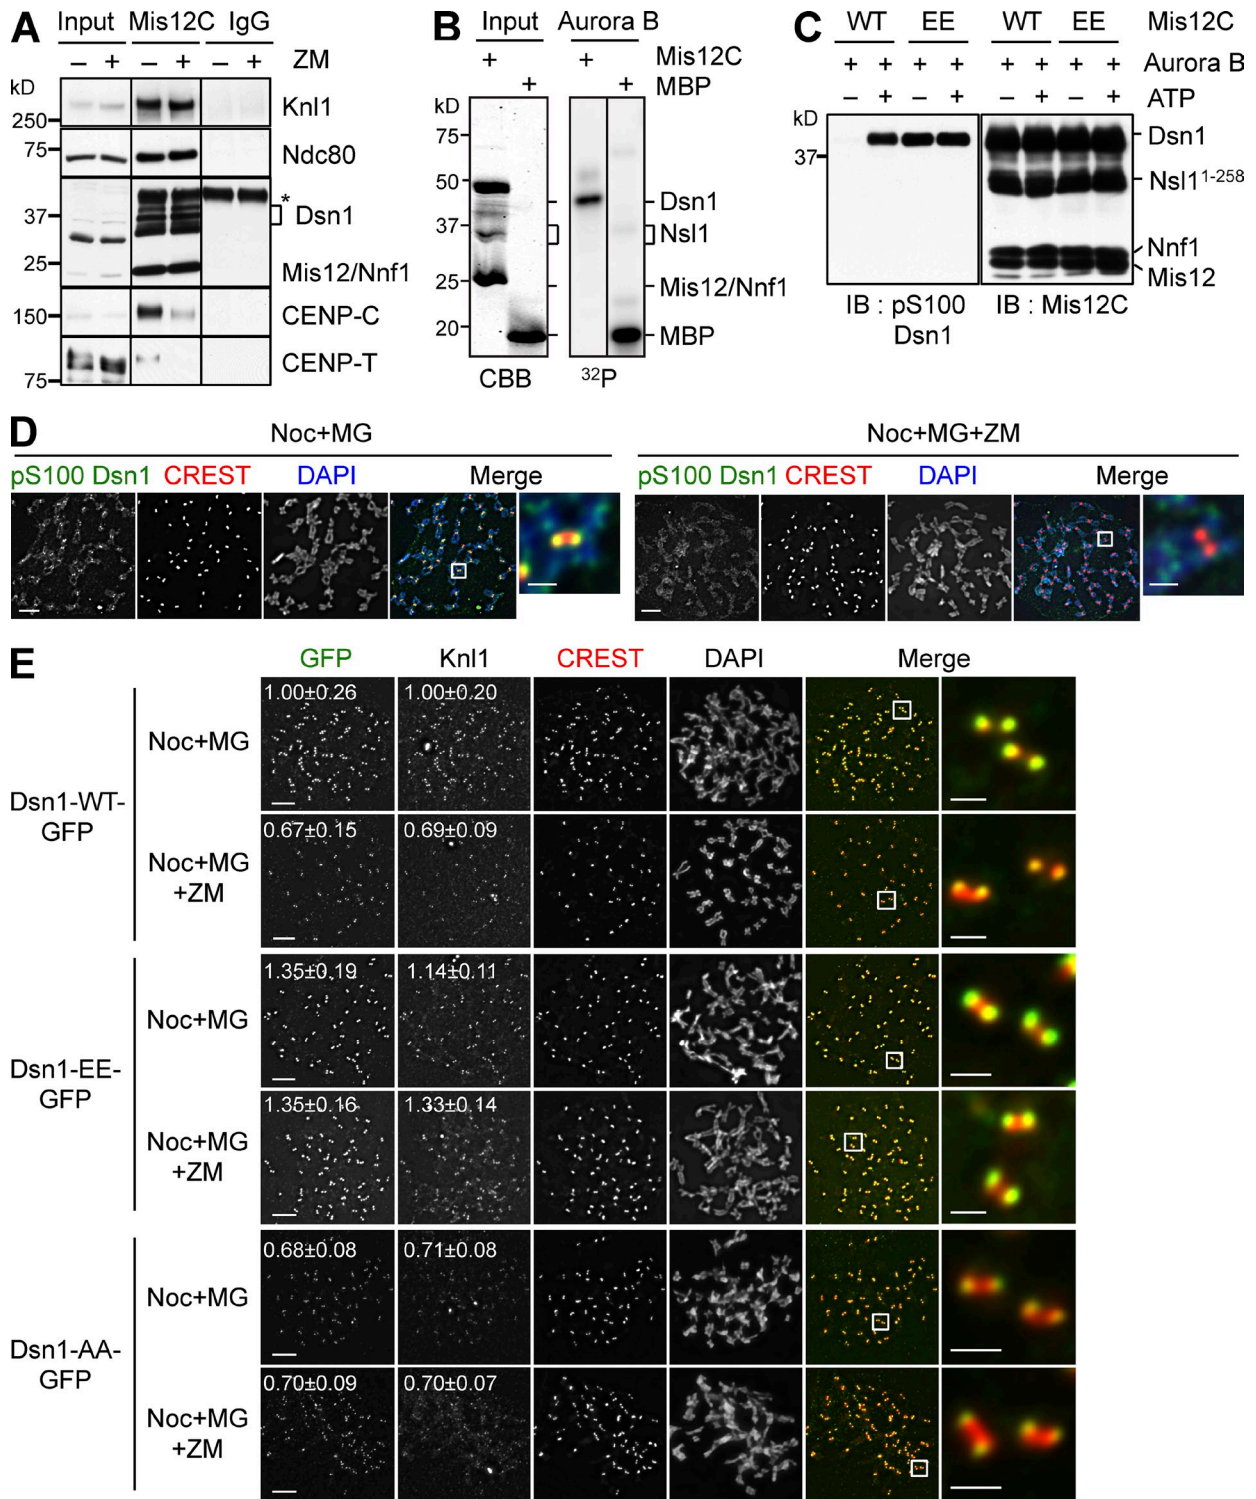 A
Input Mis12C IgG
– + – + – + ZM
kD
250
Knl1
75
Ndc80
*
37
Dsn1
25
Mis12/Nnf1
150
CENP-C
CENP-T
75
B
Input Aurora B
+ + Mis12C
+ + MBP
kD
75
50
Dsn1
37
Nsl1
25
Mis12/Nnf1
20
MBP
CBB 32P
C
WT EE WT EE Mis12C
+ + + + + + + + Aurora B
– + – + – + – + ATP
kD
37
Dsn1
Nsl1 1-258
Nnf1
Mis12
IB : pS100 Dsn1
IB : Mis12C
D
Noc+MG
pS100 Dsn1 CREST DAPI Merge
Noc+MG+ZM
pS100 Dsn1 CREST DAPI Merge
E
GFP Knl1 CREST DAPI Merge
Dsn1-WT-
GFP
Noc+MG
1.00±0.26 1.00±0.20
Noc+MG
+ZM
0.67±0.15 0.69±0.09
Dsn1-EE-
GFP
Noc+MG
1.35±0.19 1.14±0.11
Noc+MG
+ZM
1.35±0.16 1.33±0.14
Dsn1-AA-
GFP
Noc+MG
0.68±0.08 0.71±0.08
Noc+MG
+ZM
0.70±0.09 0.70±0.07